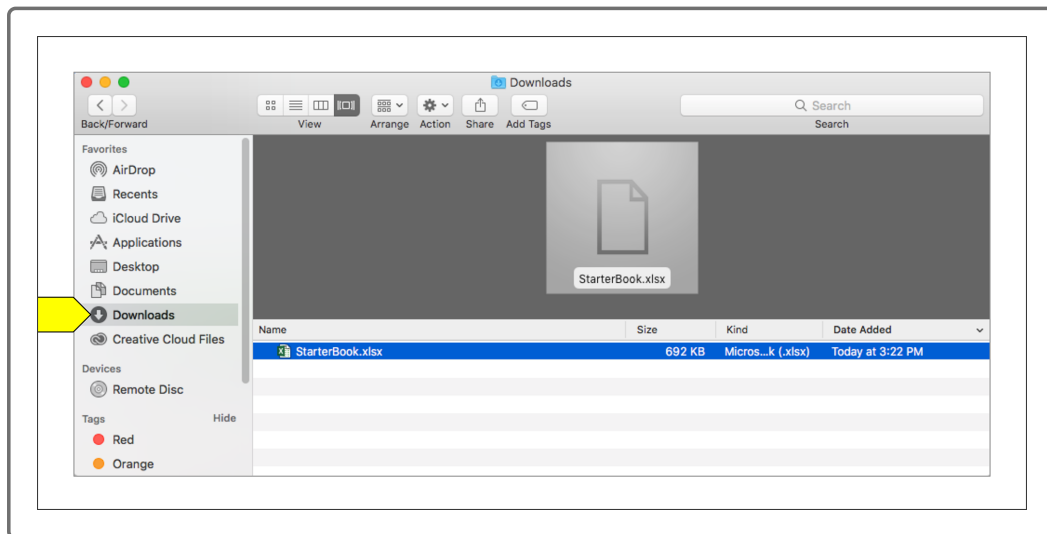 Downloads
Search
Back/Forward
View
Arrange
Action
Share
Add Tags
Search
Favorites
AirDrop
Recents
iCloud Drive
Applications
Desktop
Documents
Downloads
Creative Cloud Files
Devices
Remote Disc
Tags
Hide
Red
Orange
StarterBook.xlsx
Name
Size
Kind
Date Added
StarterBook.xlsx
692 KB
Micros...k (.xlsx)
Today at 3:22 PM